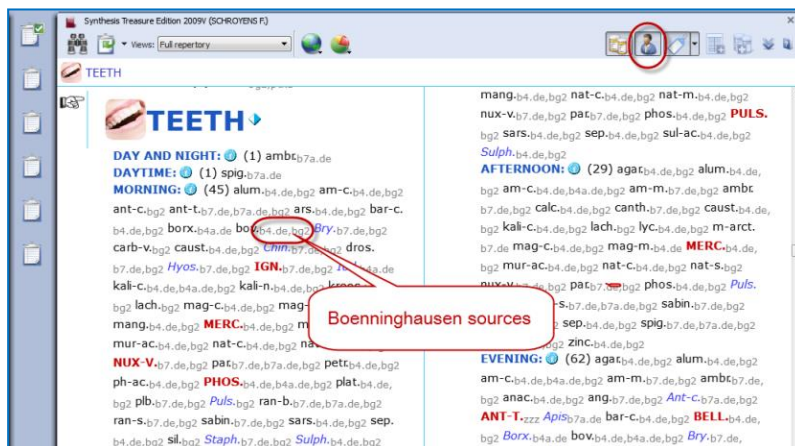 Synthesis Treasure Edition 2009V (SCHROYENS F.)
Views: Full repertory
TEETH
TEETH
DAY AND NIGHT: (1) ambr.b7a.de
DAYTIME: (1) spig.b7a.de
MORNING: (45) alum.b4.de,bg2 am-c.b4.de,bg2
ant-c.bg2 ant-t.b7.de,b7a.de,bg2 ars.b4.de,bg2 bar-c.
b4.de,bg2 borx.b4a.de bov.b4.de,bg2 Bry.b7.de,bg2
carb-v.bg2 caust.b4.de,bg2 Chin.b7.de,bg2 dros.
b7.de,bg2 Hyos.b7.de,bg2 IGN.b7.de,bg2
kali-c.b4.de,b4a.de,bg2 kali-n.b4.de,bg2
bg2 lach.bg2 mag-c.b4.de,bg2
mang.b4.de,bg2 MERC.b4.de,bg2
mur-ac.b4.de,bg2 nat-c.b4.de,bg2
NUX-V.b7.de,bg2 par.b7.de,b7a.de,bg2 petr.b4.de,bg2
ph-ac.b4.de,bg2 PHOS.b4.de,b4a.de,bg2 plat.b4.de,
bg2 plb.b7.de,bg2 Puls.bg2 ran-b.b7.de,b7a.de,bg2
ran-s.b7.de,bg2 sabin.b7.de,bg2 sars.b4.de,bg2 sep.
b4.de,bg2 sil.bg2 Staph.b7.de,bg2 Sulph.b4.de,bg2
Boenninghausen sources
mang.b4.de,bg2 nat-c.b4.de,bg2 nat-m.b4.de,bg2
nux-v.b7.de,bg2 par.b7.de,bg2 phos.b4.de,bg2 PULS.
bg2 sars.b4.de,bg2 sep.b4.de,bg2 sul-ac.b4.de,bg2
Sulph.b4.de,bg2
AFTERNOON: (29) agar.b4.de,bg2 alum.b4.de,
bg2 am-c.b4.de,b4a.de,bg2 am-m.b7.de,bg2 ambr.
b7.de,bg2 calc.b4.de,bg2 canth.b7.de,bg2 caust.b4.de,
bg2 kali-c.b4.de,bg2 lach.bg2 lyc.b4.de,bg2 m-arct.
b7.de mag-c.b4.de,bg2 mag-m.b4.de MERC.b4.de,
bg2 mur-ac.b4.de,bg2 nat-c.b4.de,bg2 nat-s.bg2
nux-v.b7.de,bg2 par.b7.de,bg2 phos.b4.de,bg2 Puls.
b7.de,b7a.de,bg2 sabin.b7.de,bg2
sep.b4.de,bg2 spig.b7.de,b7a.de,bg2
bg2 zinc.b4.de,bg2
EVENING: (62) agar.b4.de,bg2 alum.b4.de,bg2
am-c.b4.de,b4a.de,bg2 am-m.b7.de,bg2 ambr.b7.de,
bg2 anac.b4.de,bg2 ang.b7.de,bg2 Ant-c.b7a.de,bg2
ANT-T.zzz Apis.b7a.de bar-c.b4.de,bg2 BELL.b4.de,
bg2 Borx.b4a.de bov.b4.de,b4a.de,bg2 Bry.b7.de,